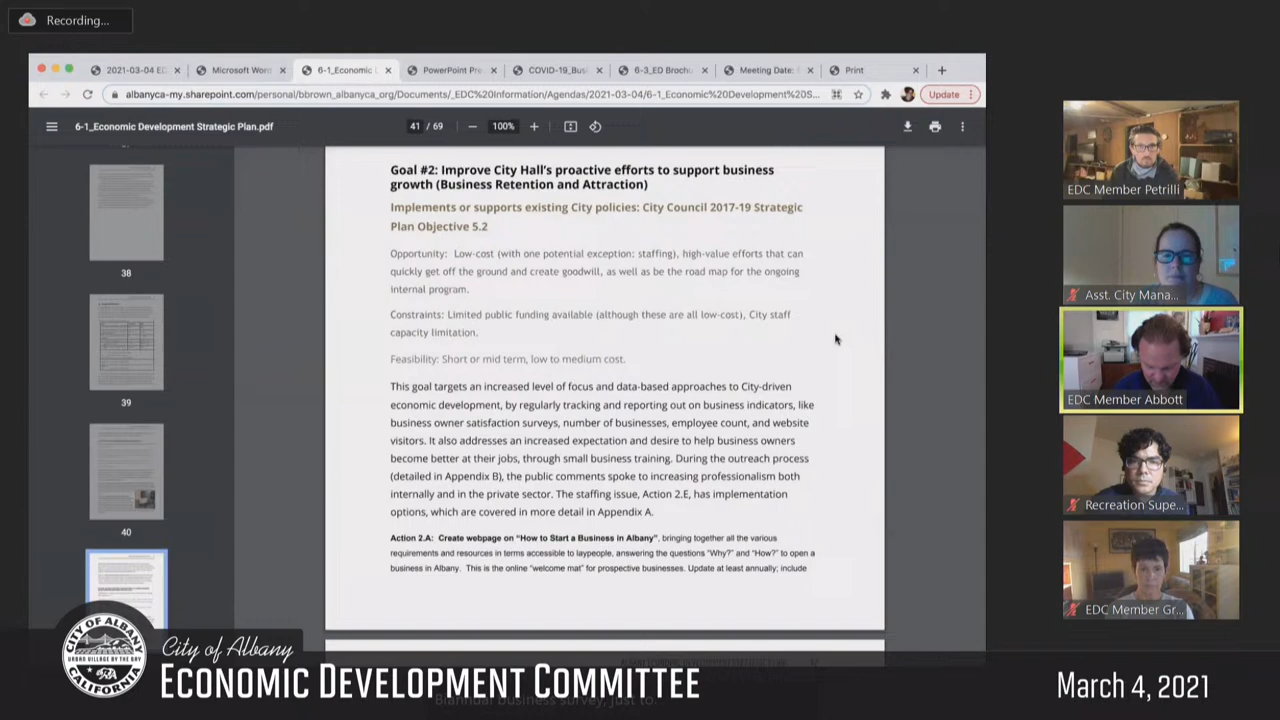 Recording...
2021-03-04 ED
Microsoft Word
6-1_Economic
PowerPoint Pre
COVID-19_Bus
6-3_ED Brochu
Meeting Date:
Print
albanyca-my.sharepoint.com/personal/bbrown_albanyca_org/Documents/_EDC%20Information/Agendas/2021-03-04/6-1_Economic%20Development%20S...
Update
6-1_Economic Development Strategic Plan.pdf
41 / 69
100%
38
39
40
Goal #2: Improve City Hall's proactive efforts to support business
growth (Business Retention and Attraction)
Implements or supports existing City policies: City Council 2017-19 Strategic
Plan Objective 5.2
Opportunity: Low-cost (with one potential exception: staffing), high-value efforts that can
quickly get off the ground and create goodwill, as well as be the road map for the ongoing
internal program.
Constraints: Limited public funding available (although these are all low-cost), City staff
capacity limitation.
Feasibility: Short or mid term, low to medium cost.
This goal targets an increased level of focus and data-based approaches to City-driven
economic development, by regularly tracking and reporting out on business indicators, like
business owner satisfaction surveys, number of businesses, employee count, and website
visitors. It also addresses an increased expectation and desire to help business owners
become better at their jobs, through small business training. During the outreach process
(detailed in Appendix B), the public comments spoke to increasing professionalism both
internally and in the private sector. The staffing issue, Action 2.E, has implementation
options, which are covered in more detail in Appendix A.
Action 2.A: Create webpage on "How to Start a Business in Albany", bringing together all the various
requirements and resources in terms accessible to laypeople, answering the questions "Why?" and "How?" to open a
business in Albany. This is the online "welcome mat" for prospective businesses. Update at least annually; include
EDC Member Petrilli
Asst. City Mana...
EDC Member Abbott
Recreation Supe...
EDC Member Gr...
CITY OF ALBANY
URBAN VILLAGE BY THE BAY
CALIFORNIA
City of Albany
Economic Development Committee
March 4, 2021
Biannual business survey, just to.